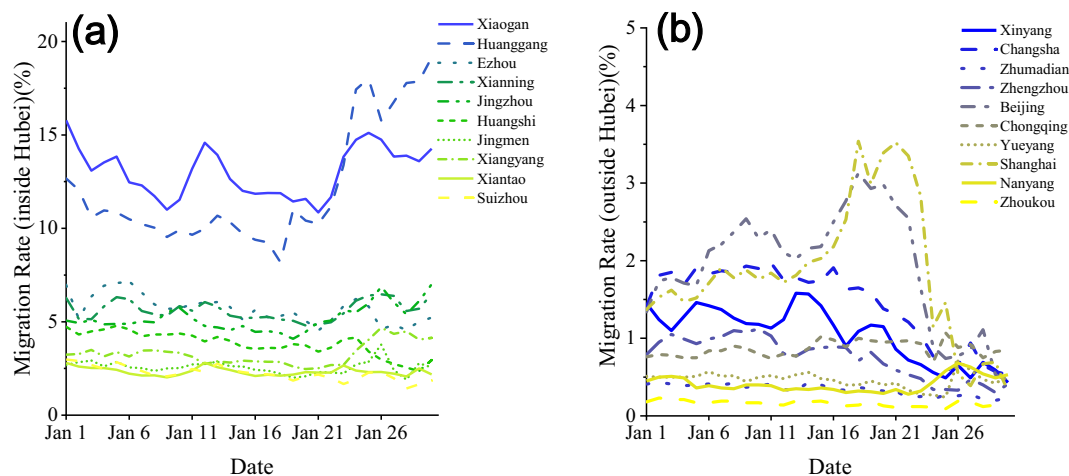 (a)
Migration Rate (inside Hubei)(%)
20
15
10
5
0
Jan 1
Jan 6
Jan 11
Jan 16
Jan 21
Jan 26
Date
Xiaogan
Huanggang
Ezhou
Xianning
Jingzhou
Huangshi
Jingmen
Xiangyang
Xiantao
Suizhou
(b)
Migration Rate (outside Hubei)(%)
5
4
3
2
1
0
Jan 1
Jan 6
Jan 11
Jan 16
Jan 21
Jan 26
Date
Xinyang
Changsha
Zhumadian
Zhengzhou
Beijing
Chongqing
Yueyang
Shanghai
Nanyang
Zhoukou